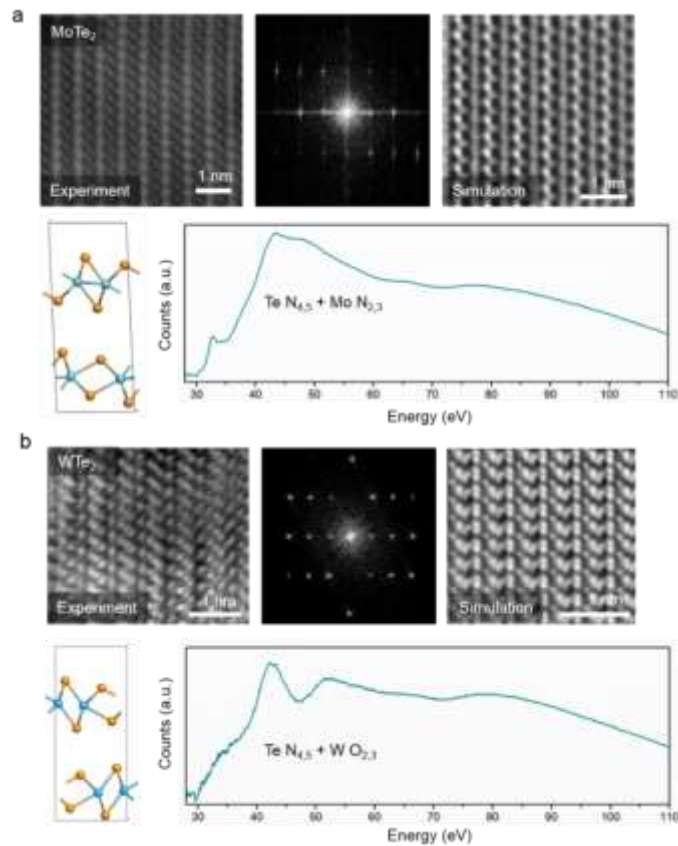 a
MoTe₂
1 nm
Experiment
Simulation
1 nm
Counts (a.u.)
Te N₄,₅ + Mo N₂,₃
30 40 50 60 70 80 90 100 110
Energy (eV)
b
WTe₂
1 nm
Experiment
Simulation
Counts (a.u.)
Te N₄,₅ + W O₂,₃
30 40 50 60 70 80 90 100 110
Energy (eV)